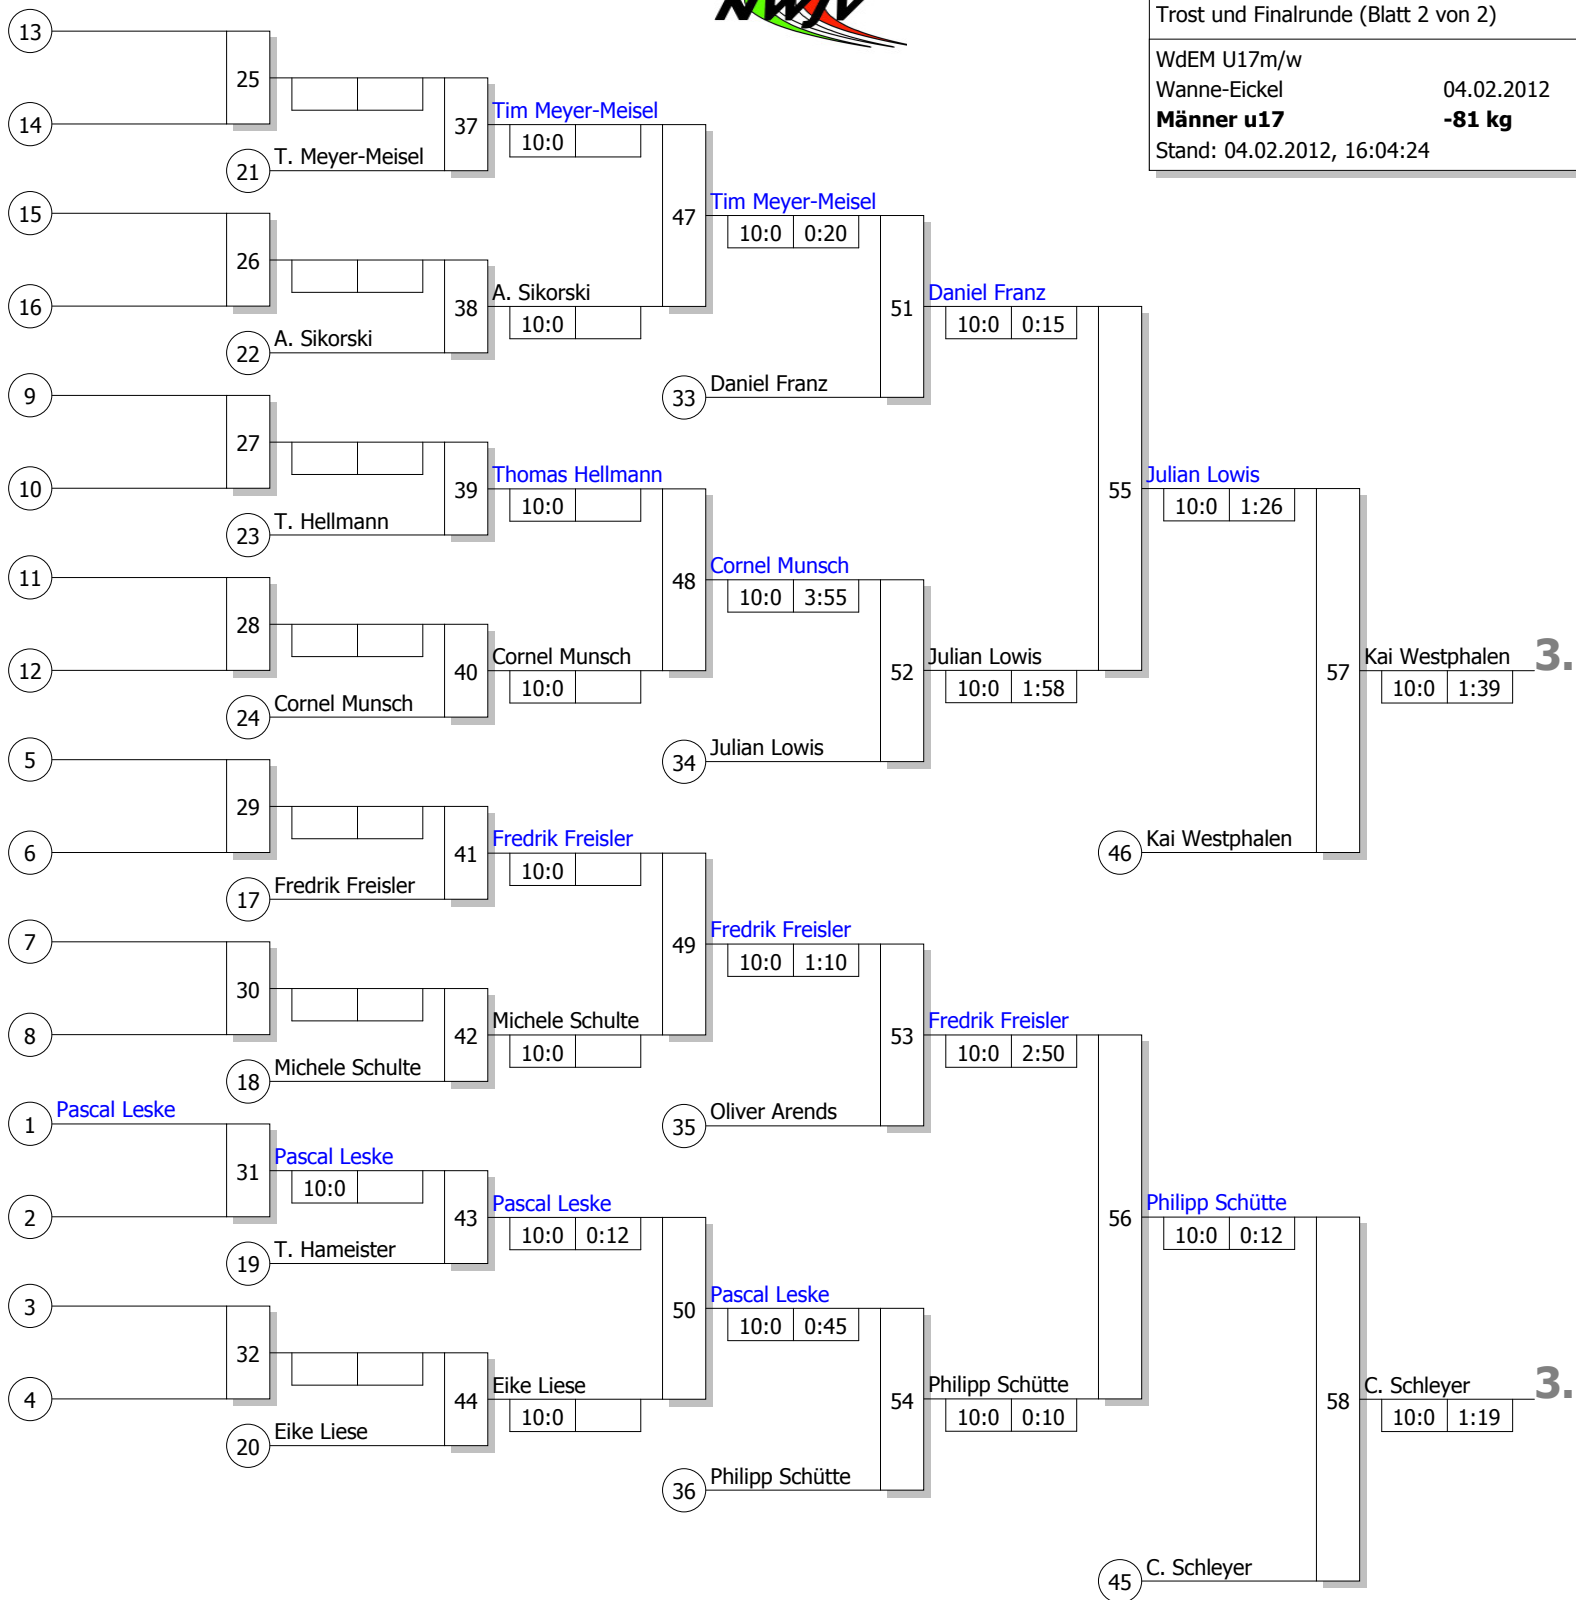 NWJV
Trost und Finalrunde (Blatt 2 von 2)
WdEM U17m/w
Wanne-Eickel 04.02.2012
Männer u17 -81 kg
Stand: 04.02.2012, 16:04:24
13
25
14
37
Tim Meyer-Meisel
10:0
21
T. Meyer-Meisel
15
47
Tim Meyer-Meisel
10:0 0:20
26
16
38
A. Sikorski
10:0
22
A. Sikorski
51
Daniel Franz
10:0 0:15
9
33
Daniel Franz
27
10
39
Thomas Hellmann
10:0
23
T. Hellmann
55
Julian Lowis
10:0 1:26
11
48
Cornel Munsch
10:0 3:55
28
12
40
Cornel Munsch
10:0
24
Cornel Munsch
52
Julian Lowis
10:0 1:58
57
Kai Westphalen
10:0 1:39
3.
5
34
Julian Lowis
29
6
41
Fredrik Freisler
10:0
17
Fredrik Freisler
46
Kai Westphalen
7
49
Fredrik Freisler
10:0 1:10
30
8
42
Michele Schulte
10:0
18
Michele Schulte
53
Fredrik Freisler
10:0 2:50
1
Pascal Leske
35
Oliver Arends
31
Pascal Leske
10:0
2
43
Pascal Leske
10:0 0:12
19
T. Hameister
56
Philipp Schütte
10:0 0:12
3
50
Pascal Leske
10:0 0:45
32
4
44
Eike Liese
10:0
20
Eike Liese
54
Philipp Schütte
10:0 0:10
58
C. Schleyer
10:0 1:19
3.
36
Philipp Schütte
45
C. Schleyer